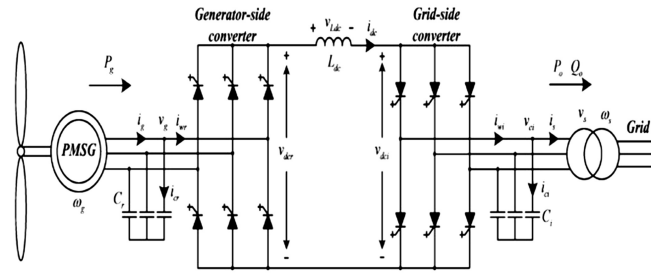 Generator-side
converter
+ v_Ldc -
i_dc
L_dc
Grid-side
converter
P_g
P_o Q_o
i_g v_g i_wr
PMSG
ω_g
C_r
i_cr
+
v_dcr
-
+
v_dci
-
i_wi v_ci i_s
v_s ω_s
Grid
i_ci
C_i